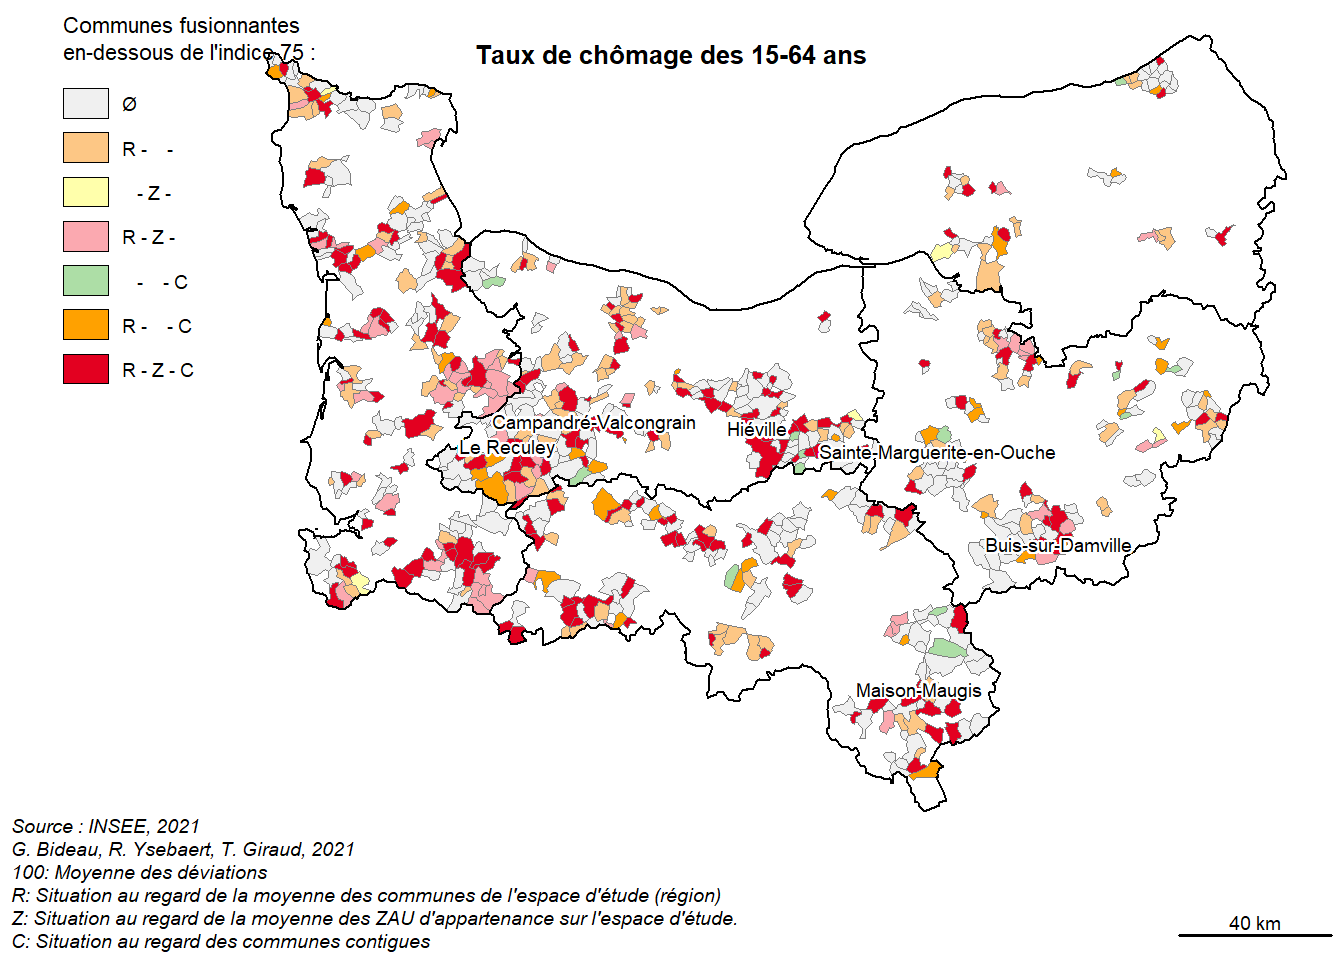 Communes fusionnantes
en-dessous de l'indice 75 :
Taux de chômage des 15-64 ans
Ø
R - -
- Z -
R - Z -
- - C
R - - C
R - Z - C
Campandré-Valcongrain
Hiéville
Le Reculey
Sainte-Marguerite-en-Ouche
Buis-sur-Damville
Maison-Maugis
Source : INSEE, 2021
G. Bideau, R. Ysebaert, T. Giraud, 2021
100: Moyenne des déviations
R: Situation au regard de la moyenne des communes de l'espace d'étude (région)
Z: Situation au regard de la moyenne des ZAU d'appartenance sur l'espace d'étude.
C: Situation au regard des communes contigues
40 km